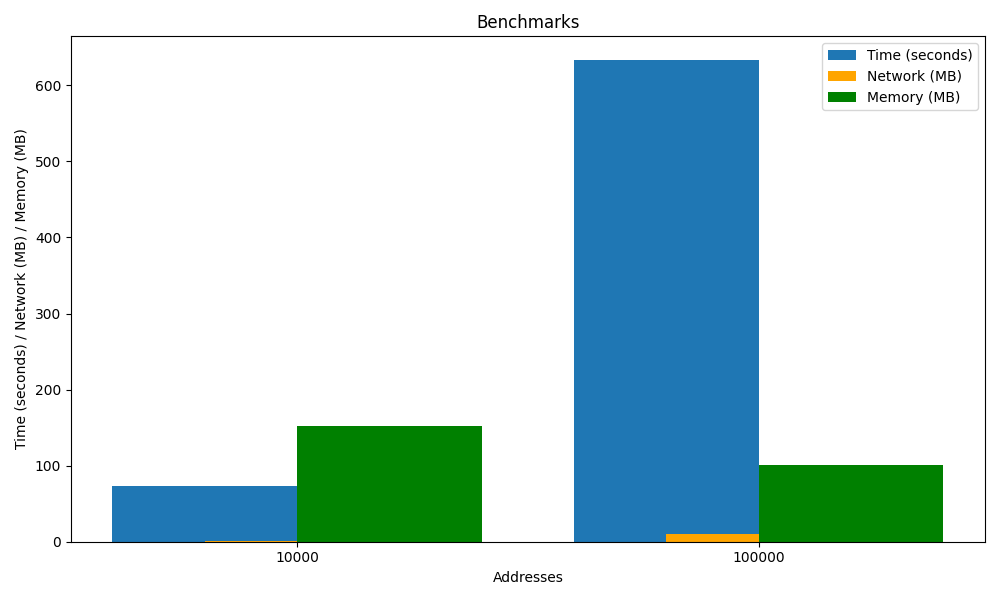 Benchmarks
Time (seconds)
Network (MB)
Memory (MB)
Time (seconds) / Network (MB) / Memory (MB)
600
500
400
300
200
100
0
10000
100000
Addresses